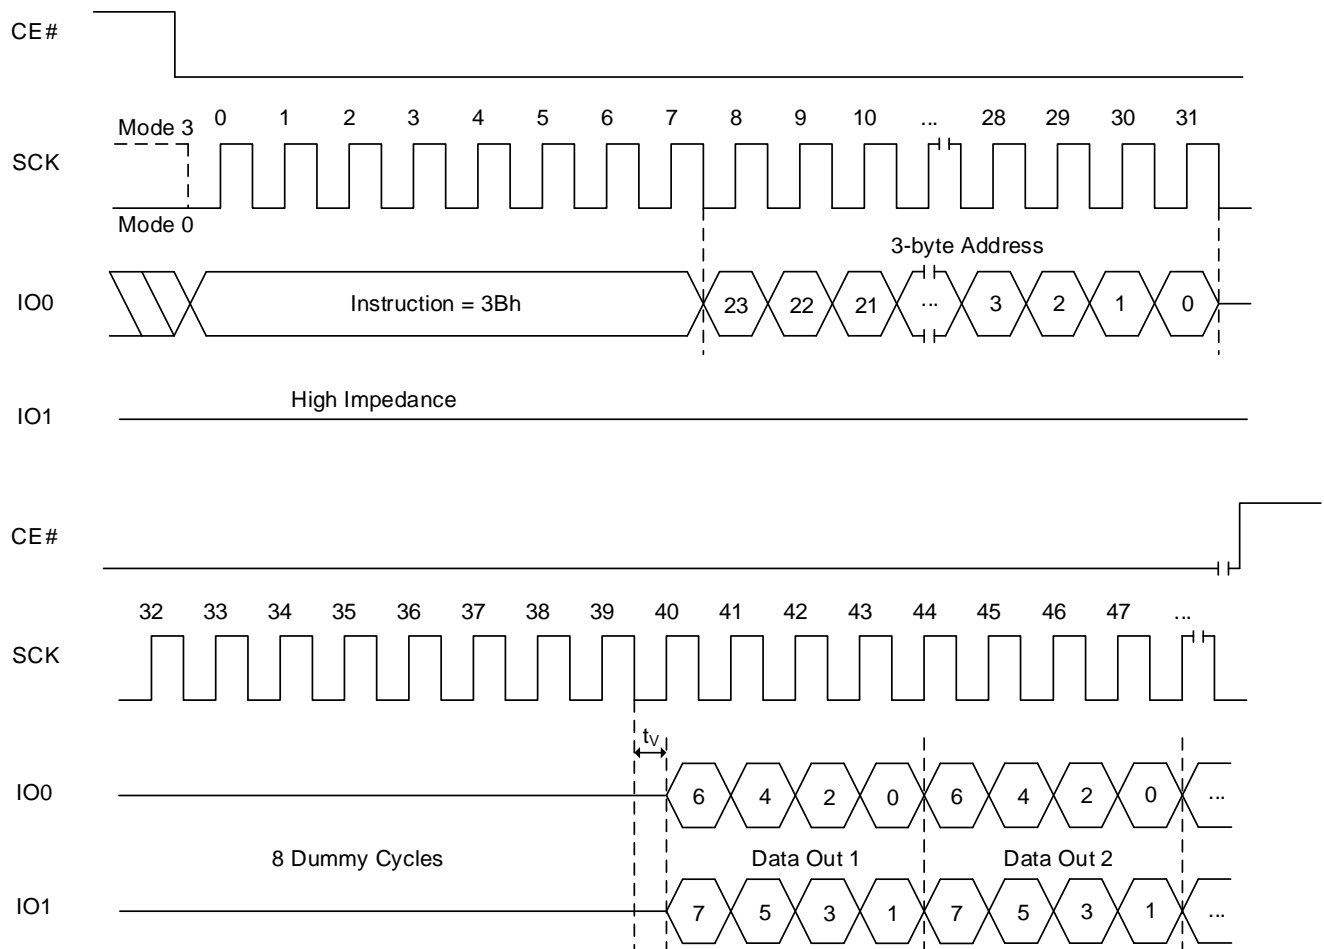 CE#
Mode 3 0 1 2 3 4 5 6 7 8 9 10 ... 28 29 30 31
SCK
Mode 0
3-byte Address
IO0 Instruction = 3Bh 23 22 21 ... 3 2 1 0
High Impedance
IO1
CE#
32 33 34 35 36 37 38 39 40 41 42 43 44 45 46 47 ...
SCK
tV
IO0 6 4 2 0 6 4 2 0 ...
8 Dummy Cycles Data Out 1 Data Out 2
IO1 7 5 3 1 7 5 3 1 ...